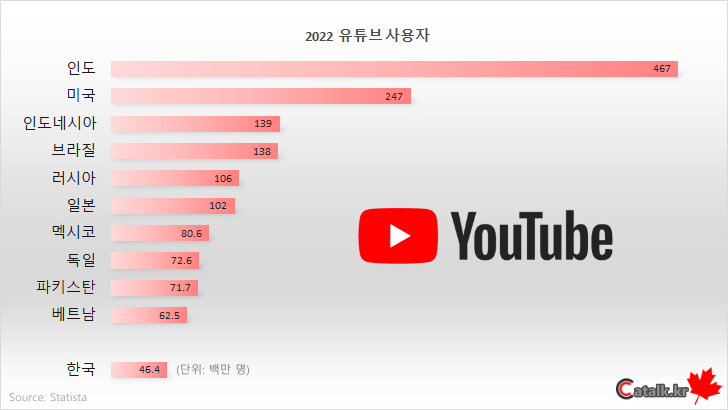 2022 유튜브 사용자
인도 467
미국 247
인도네시아 139
브라질 138
러시아 106
일본 102
멕시코 80.6
독일 72.6
파키스탄 71.7
베트남 62.5
YouTube
한국 46.4 (단위: 백만 명)
Source: Statista
Catalk.kr